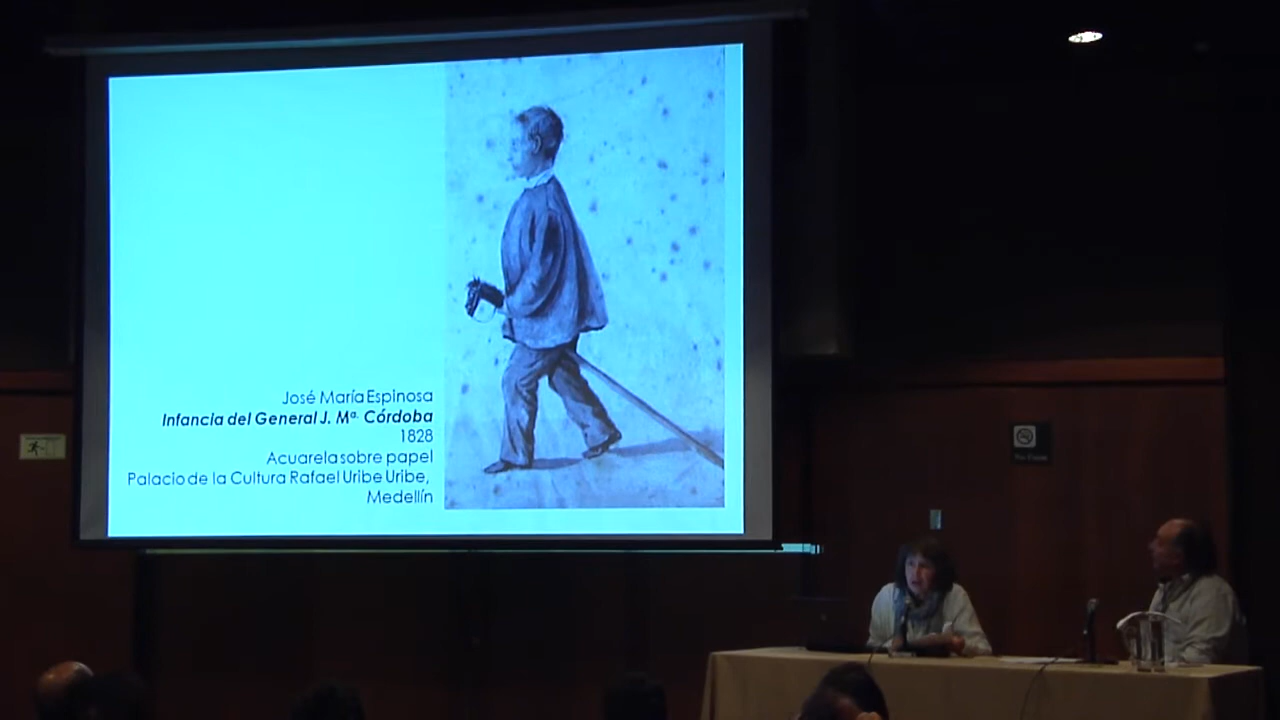 José María Espinosa
Infancia del General J. Mª. Córdoba
1828
Acuarela sobre papel
Palacio de la Cultura Rafael Uribe Uribe,
Medellín